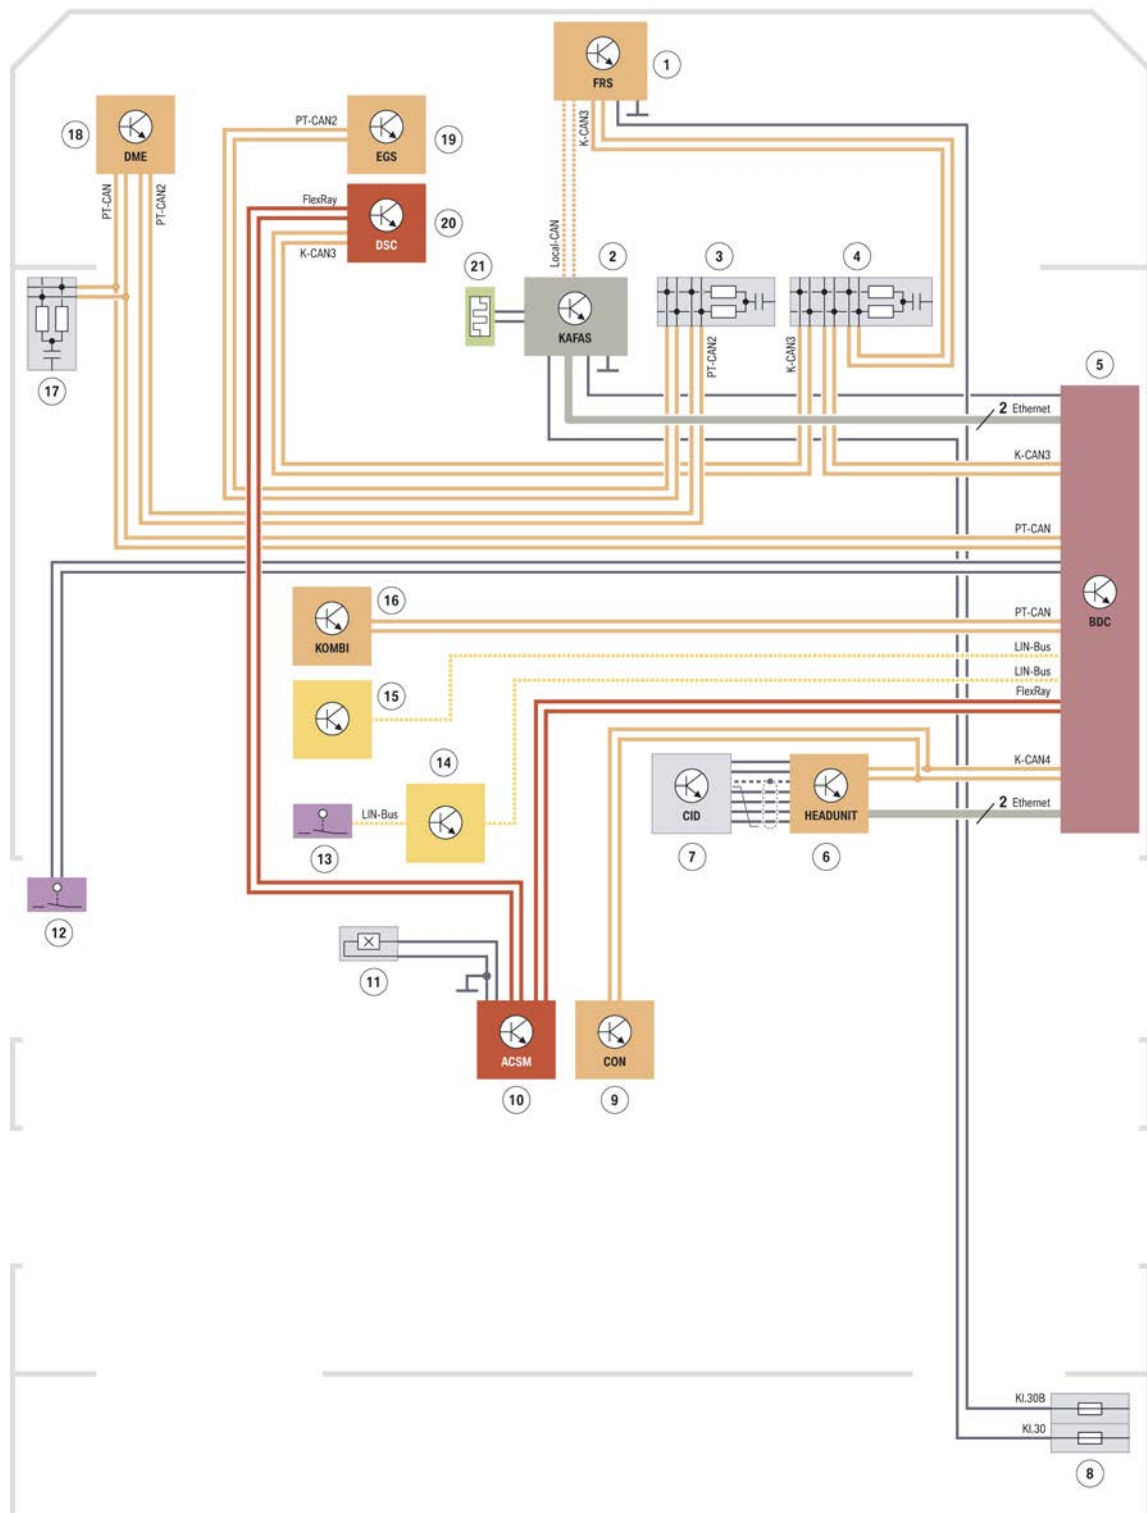 1
FRS
18
DME
PT-CAN2
19
EGS
K-CAN3
PT-CAN
PT-CAN2
FlexRay
20
DSC
K-CAN3
Local-CAN
21
2
KAFAS
3
4
PT-CAN2
K-CAN3
17
5
2 Ethernet
K-CAN3
PT-CAN
16
KOMBI
PT-CAN
BDC
LIN-Bus
LIN-Bus
15
FlexRay
14
K-CAN4
CID
HEADUNIT
2 Ethernet
LIN-Bus
13
7
6
12
11
ACSM
CON
10
9
Kl.30B
Kl.30
8